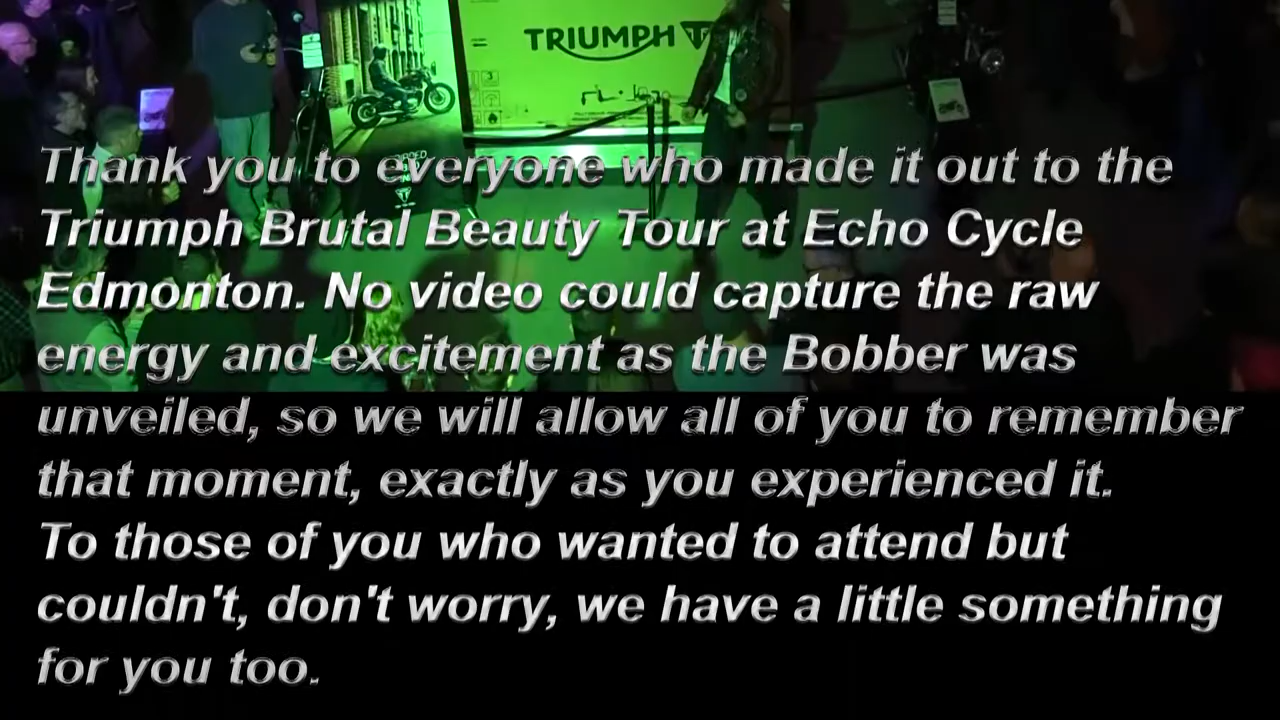 TRIUMPH
Thank you to everyone who made it out to the
Triumph Brutal Beauty Tour at Echo Cycle
Edmonton. No video could capture the raw
energy and excitement as the Bobber was
unveiled, so we will allow all of you to remember
that moment, exactly as you experienced it.
To those of you who wanted to attend but
couldn't, don't worry, we have a little something
for you too.